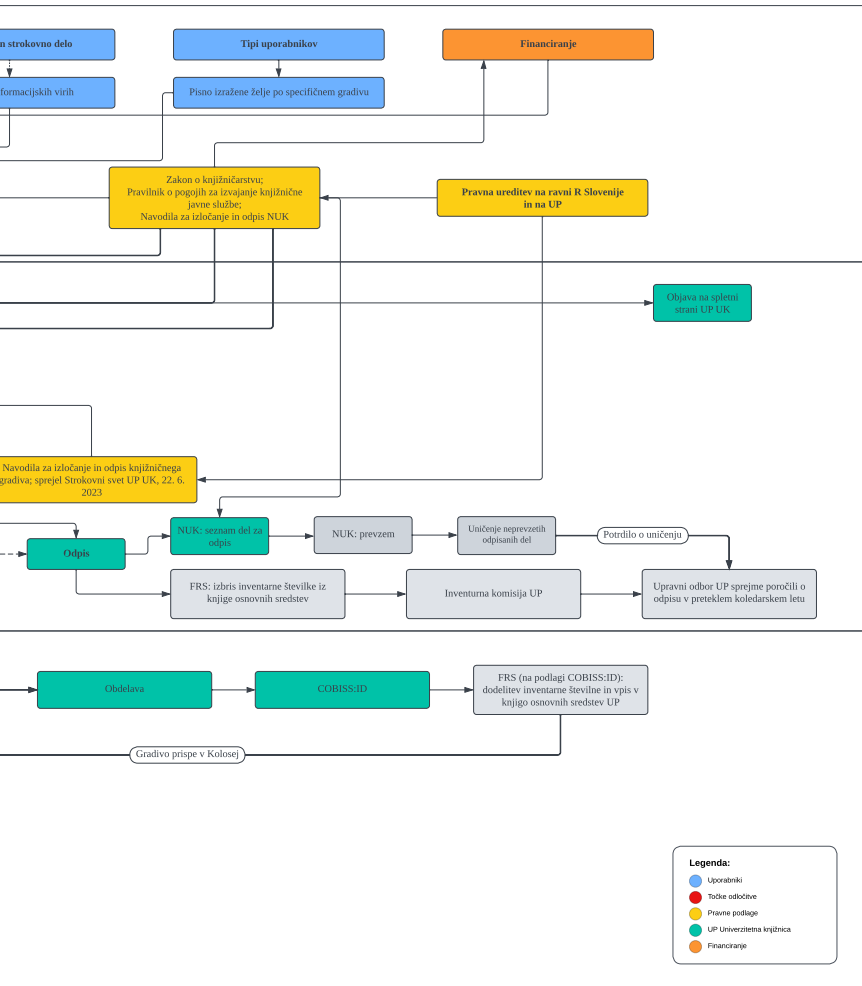 n strokovno delo
Tipi uporabnikov
Financiranje
formacijskih virih
Pisno izražene želje po specifičnem gradivu
Zakon o knjižničarstvu;
Pravilnik o pogojih za izvajanje knjižnične
javne službe;
Navodila za izločanje in odpis NUK
Pravna ureditev na ravni R Slovenije
in na UP
Objava na spletni
strani UP UK
Navodila za izločanje in odpis knjižničnega
gradiva; sprejel Strokovni svet UP UK, 22. 6.
2023
Odpis
NUK: seznam del za
odpis
NUK: prevzem
Uničenje neprevzetih
odpisanih del
Potrdilo o uničenju
FRS: izbris inventarne številke iz
knjige osnovnih sredstev
Inventurna komisija UP
Upravni odbor UP sprejme poročili o
odpisu v preteklem koledarskem letu
Obdelava
COBISS:ID
FRS (na podlagi COBISS:ID):
dodelitev inventarne številne in vpis v
knjigo osnovnih sredstev UP
Gradivo prispe v Kolosej
Legenda:
Uporabniki
Točke odločitve
Pravne podlage
UP Univerzitetna knjižnica
Financiranje